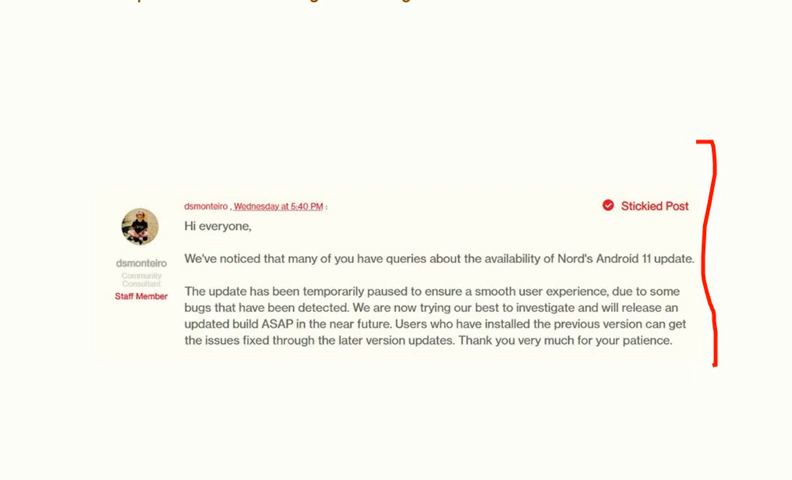 dsmonteiro , Wednesday at 5:40 PM :
Stickied Post
Hi everyone,
dsmonteiro
Community
Consultant
Staff Member
We've noticed that many of you have queries about the availability of Nord's Android 11 update.
The update has been temporarily paused to ensure a smooth user experience, due to some
bugs that have been detected. We are now trying our best to investigate and will release an
updated build ASAP in the near future. Users who have installed the previous version can get
the issues fixed through the later version updates. Thank you very much for your patience.